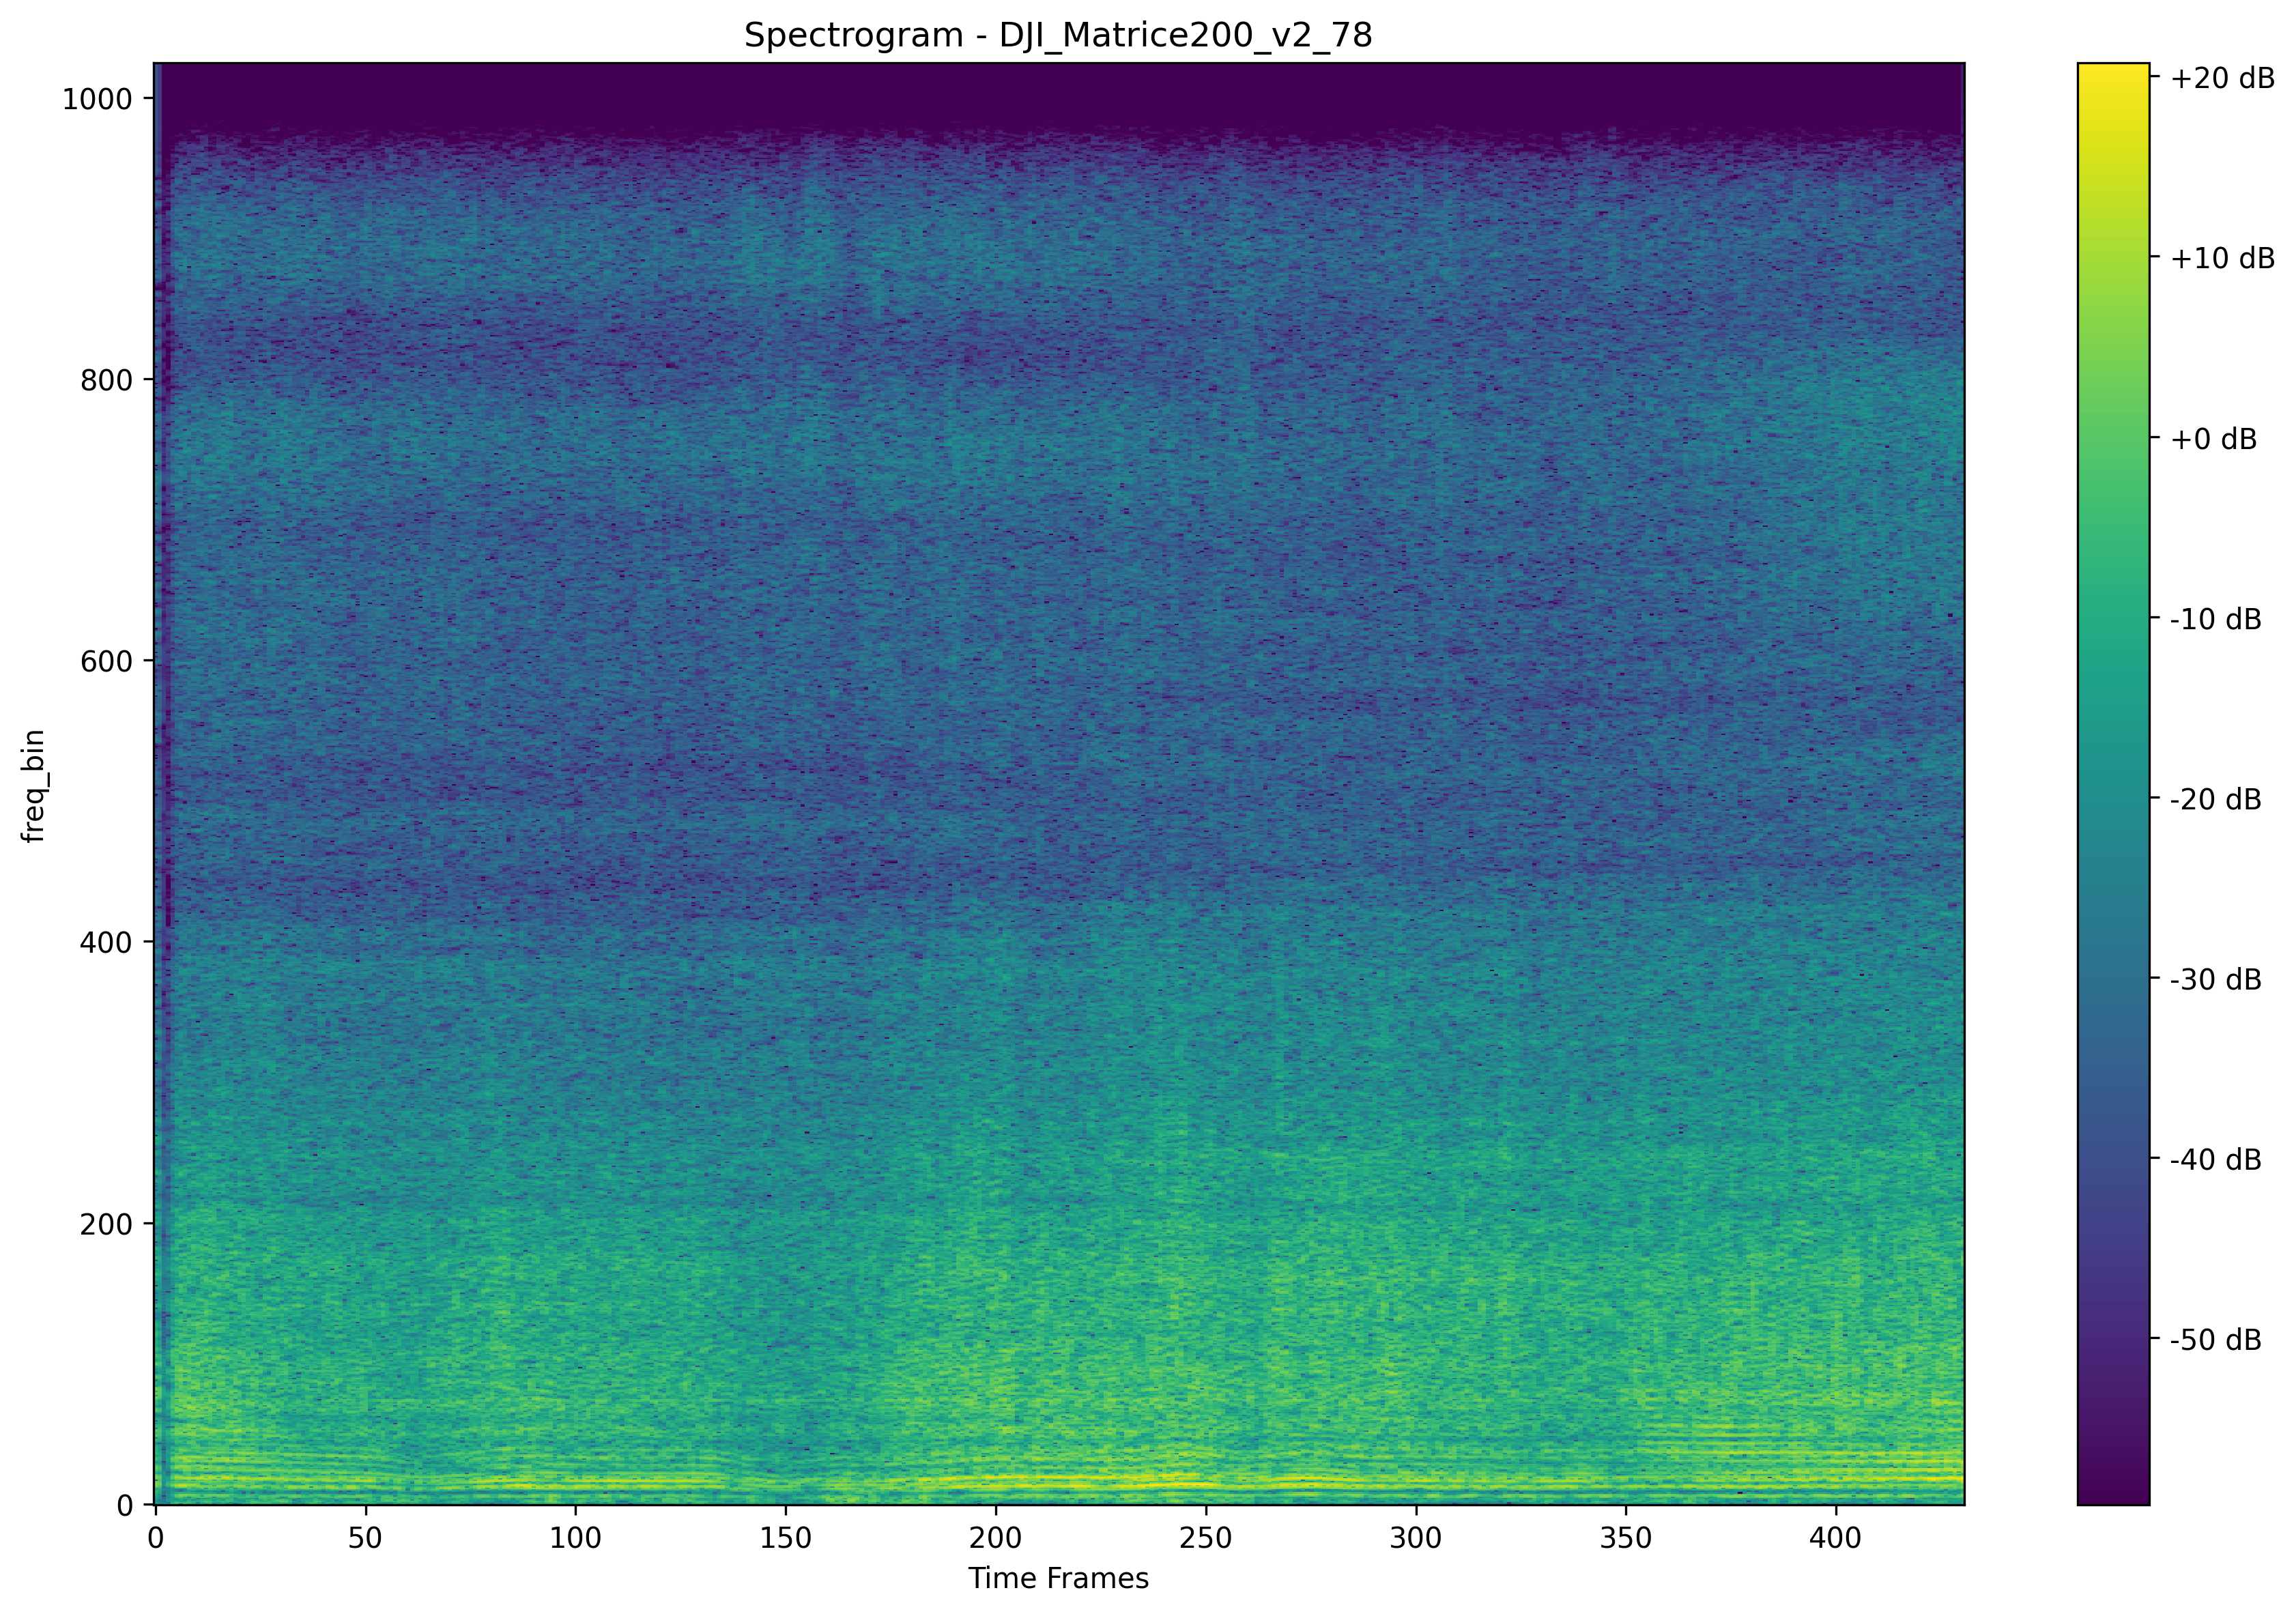 Spectrogram - DJI_Matrice200_v2_78
1000
800
600
400
200
0
freq_bin
0 50 100 150 200 250 300 350 400
Time Frames
+20 dB
+10 dB
+0 dB
-10 dB
-20 dB
-30 dB
-40 dB
-50 dB